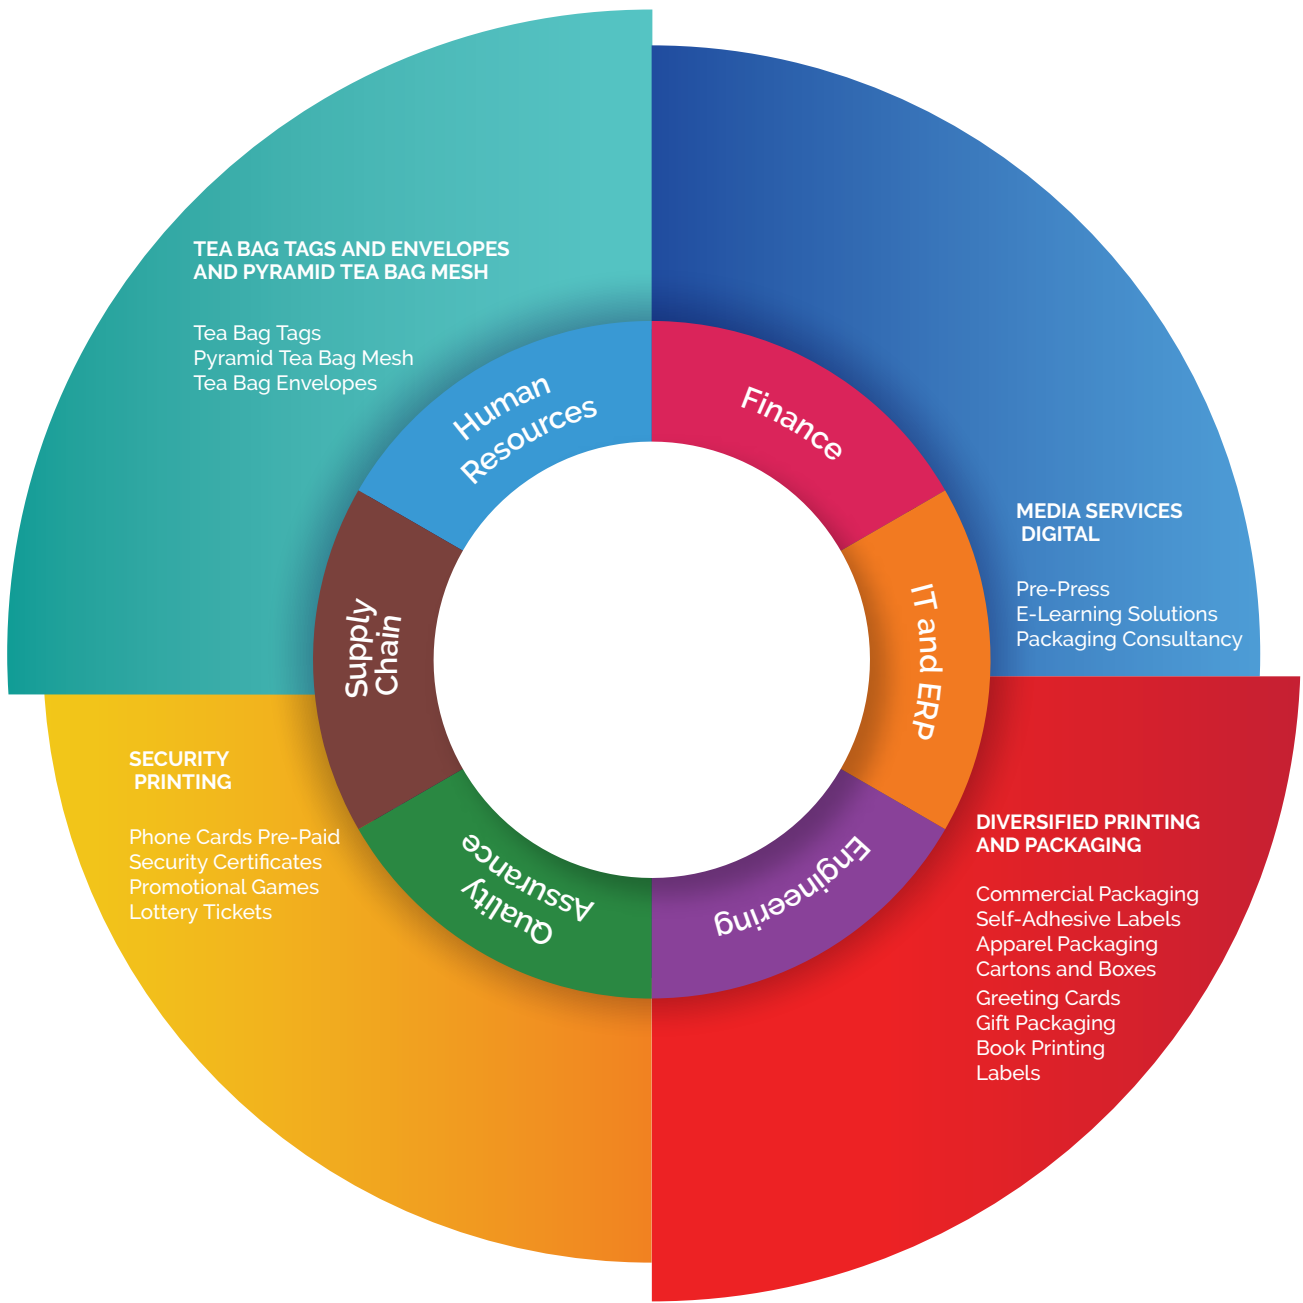 TEA BAG TAGS AND ENVELOPES
AND PYRAMID TEA BAG MESH
Tea Bag Tags
Pyramid Tea Bag Mesh
Tea Bag Envelopes
MEDIA SERVICES
DIGITAL
Pre-Press
E-Learning Solutions
Packaging Consultancy
SECURITY
PRINTING
Phone Cards Pre-Paid
Security Certificates
Promotional Games
Lottery Tickets
DIVERSIFIED PRINTING
AND PACKAGING
Commercial Packaging
Self-Adhesive Labels
Apparel Packaging
Cartons and Boxes
Greeting Cards
Gift Packaging
Book Printing
Labels
Human
Resources
Finance
IT and ERP
Engineering
Quality
Assurance
Supply
Chain